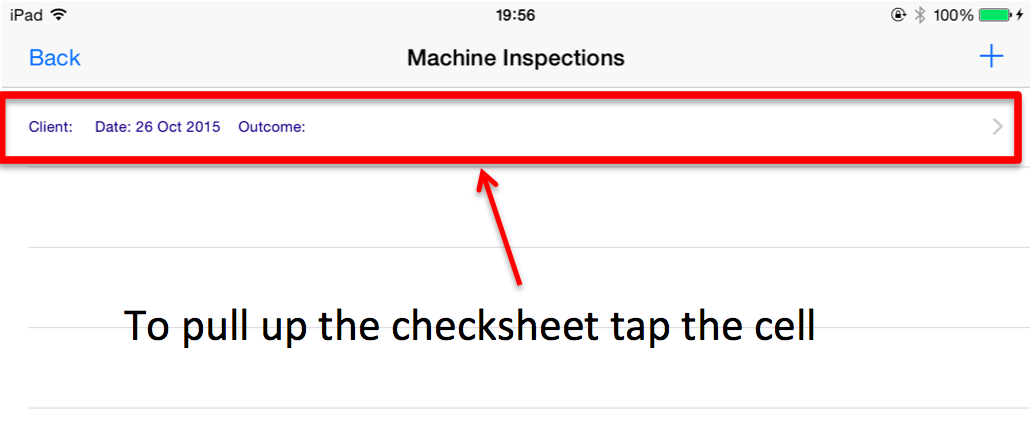 iPad 19:56 100%
Back Machine Inspections +
Client: Date: 26 Oct 2015 Outcome:
To pull up the checksheet tap the cell